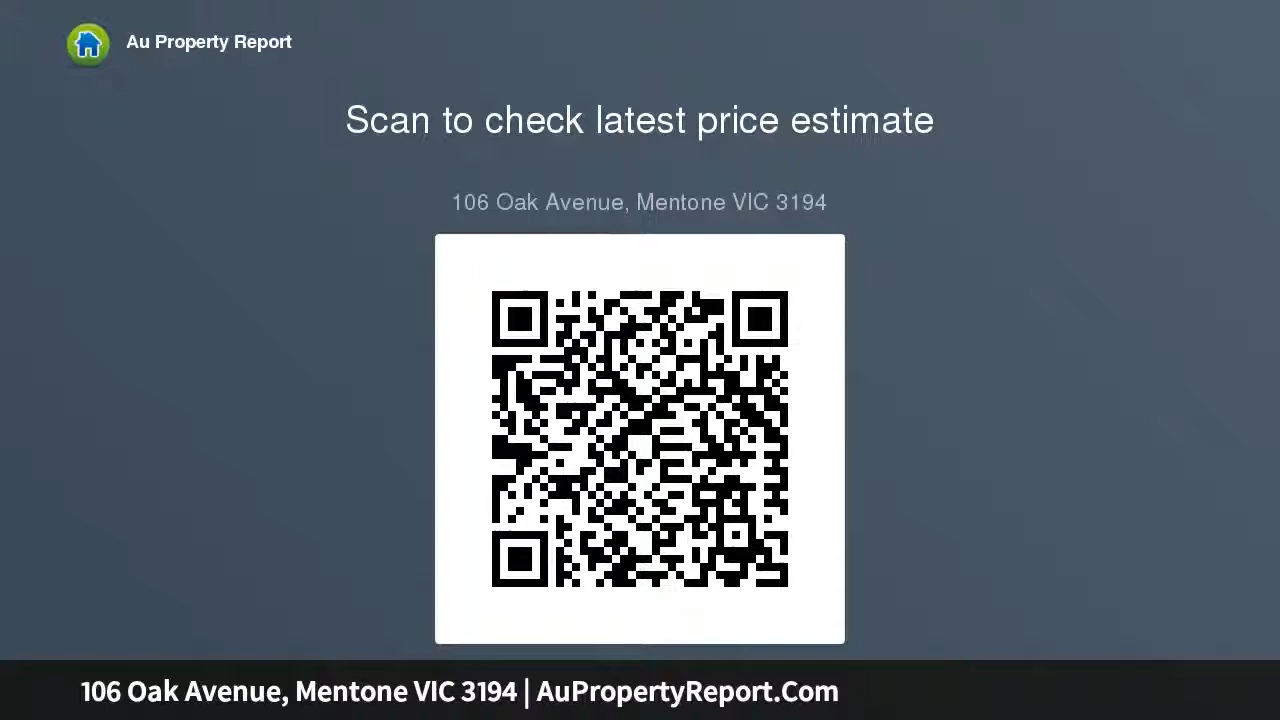 Au Property Report
Scan to check latest price estimate
106 Oak Avenue, Mentone VIC 3194
106 Oak Avenue, Mentone VIC 3194 | AuPropertyReport.Com